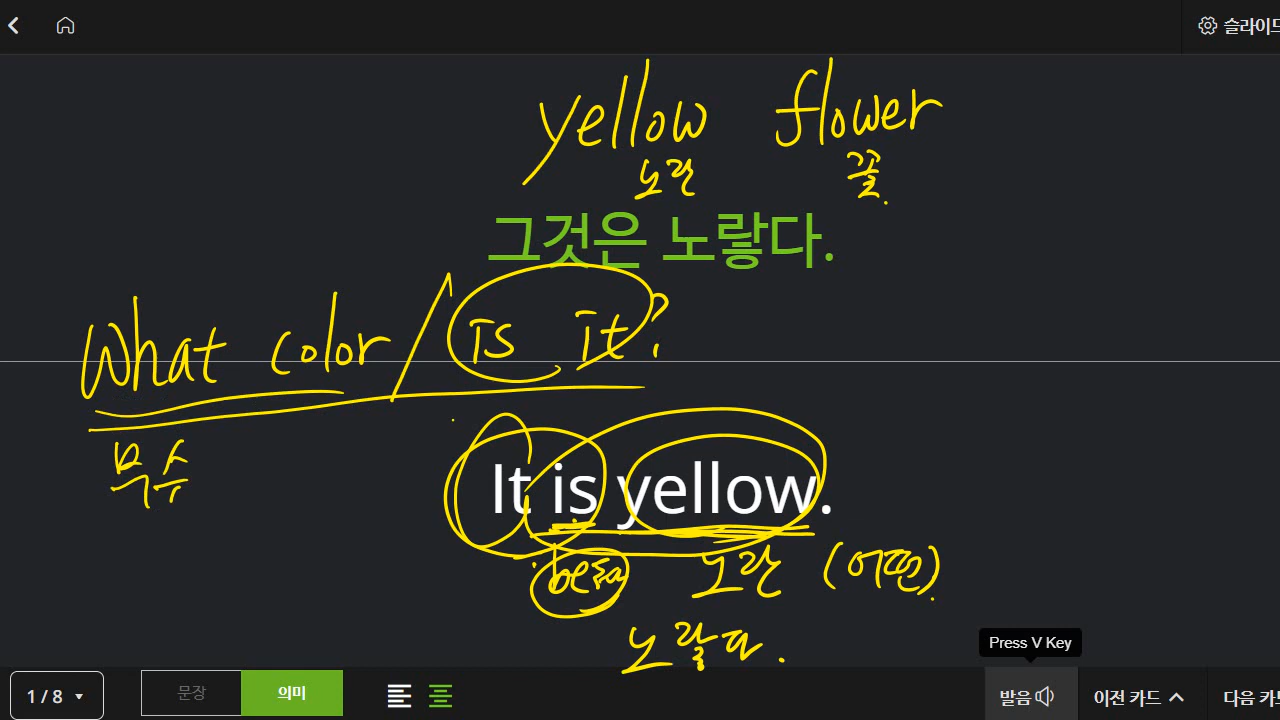 슬라이드
yellow flower
노란 꽃
그것은 노랗다.
What color / is it?
복수
It is yellow.
be동사 노란 (어떤)
노랗다.
Press V Key
1 / 8 문장 의미 발음 이전 카드 다음 카드